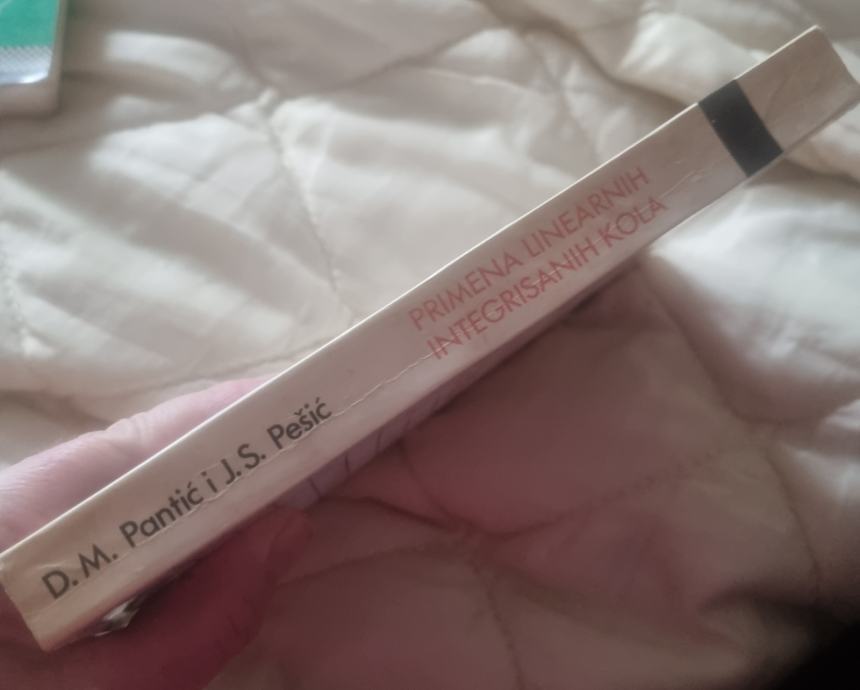 D.M. Pantić i J.S. Pešić
PRIMENA LINEARNIH
INTEGRISANIH KOLA